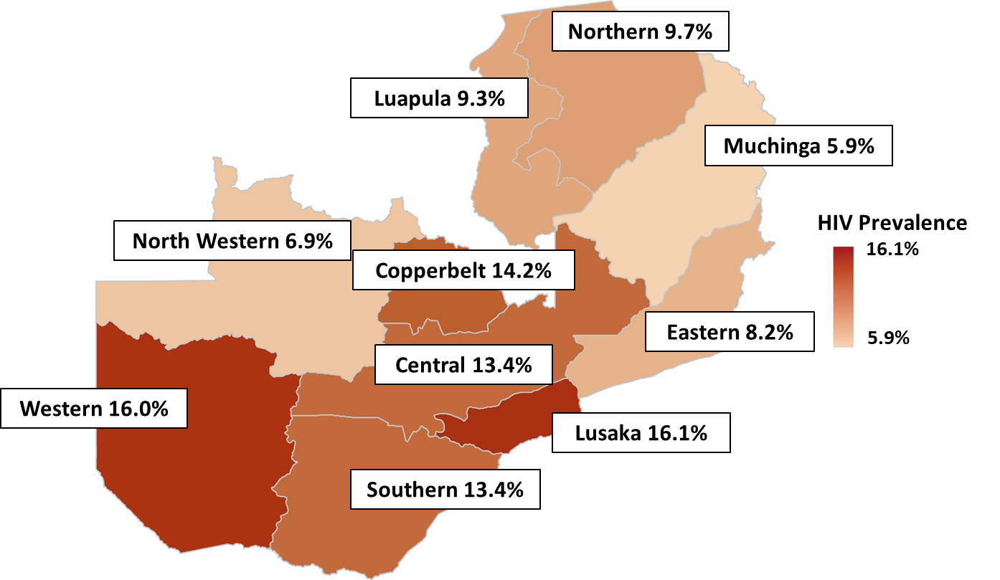 Northern 9.7%
Luapula 9.3%
Muchinga 5.9%
North Western 6.9%
Copperbelt 14.2%
Eastern 8.2%
Central 13.4%
Western 16.0%
Lusaka 16.1%
Southern 13.4%
HIV Prevalence
16.1%
5.9%